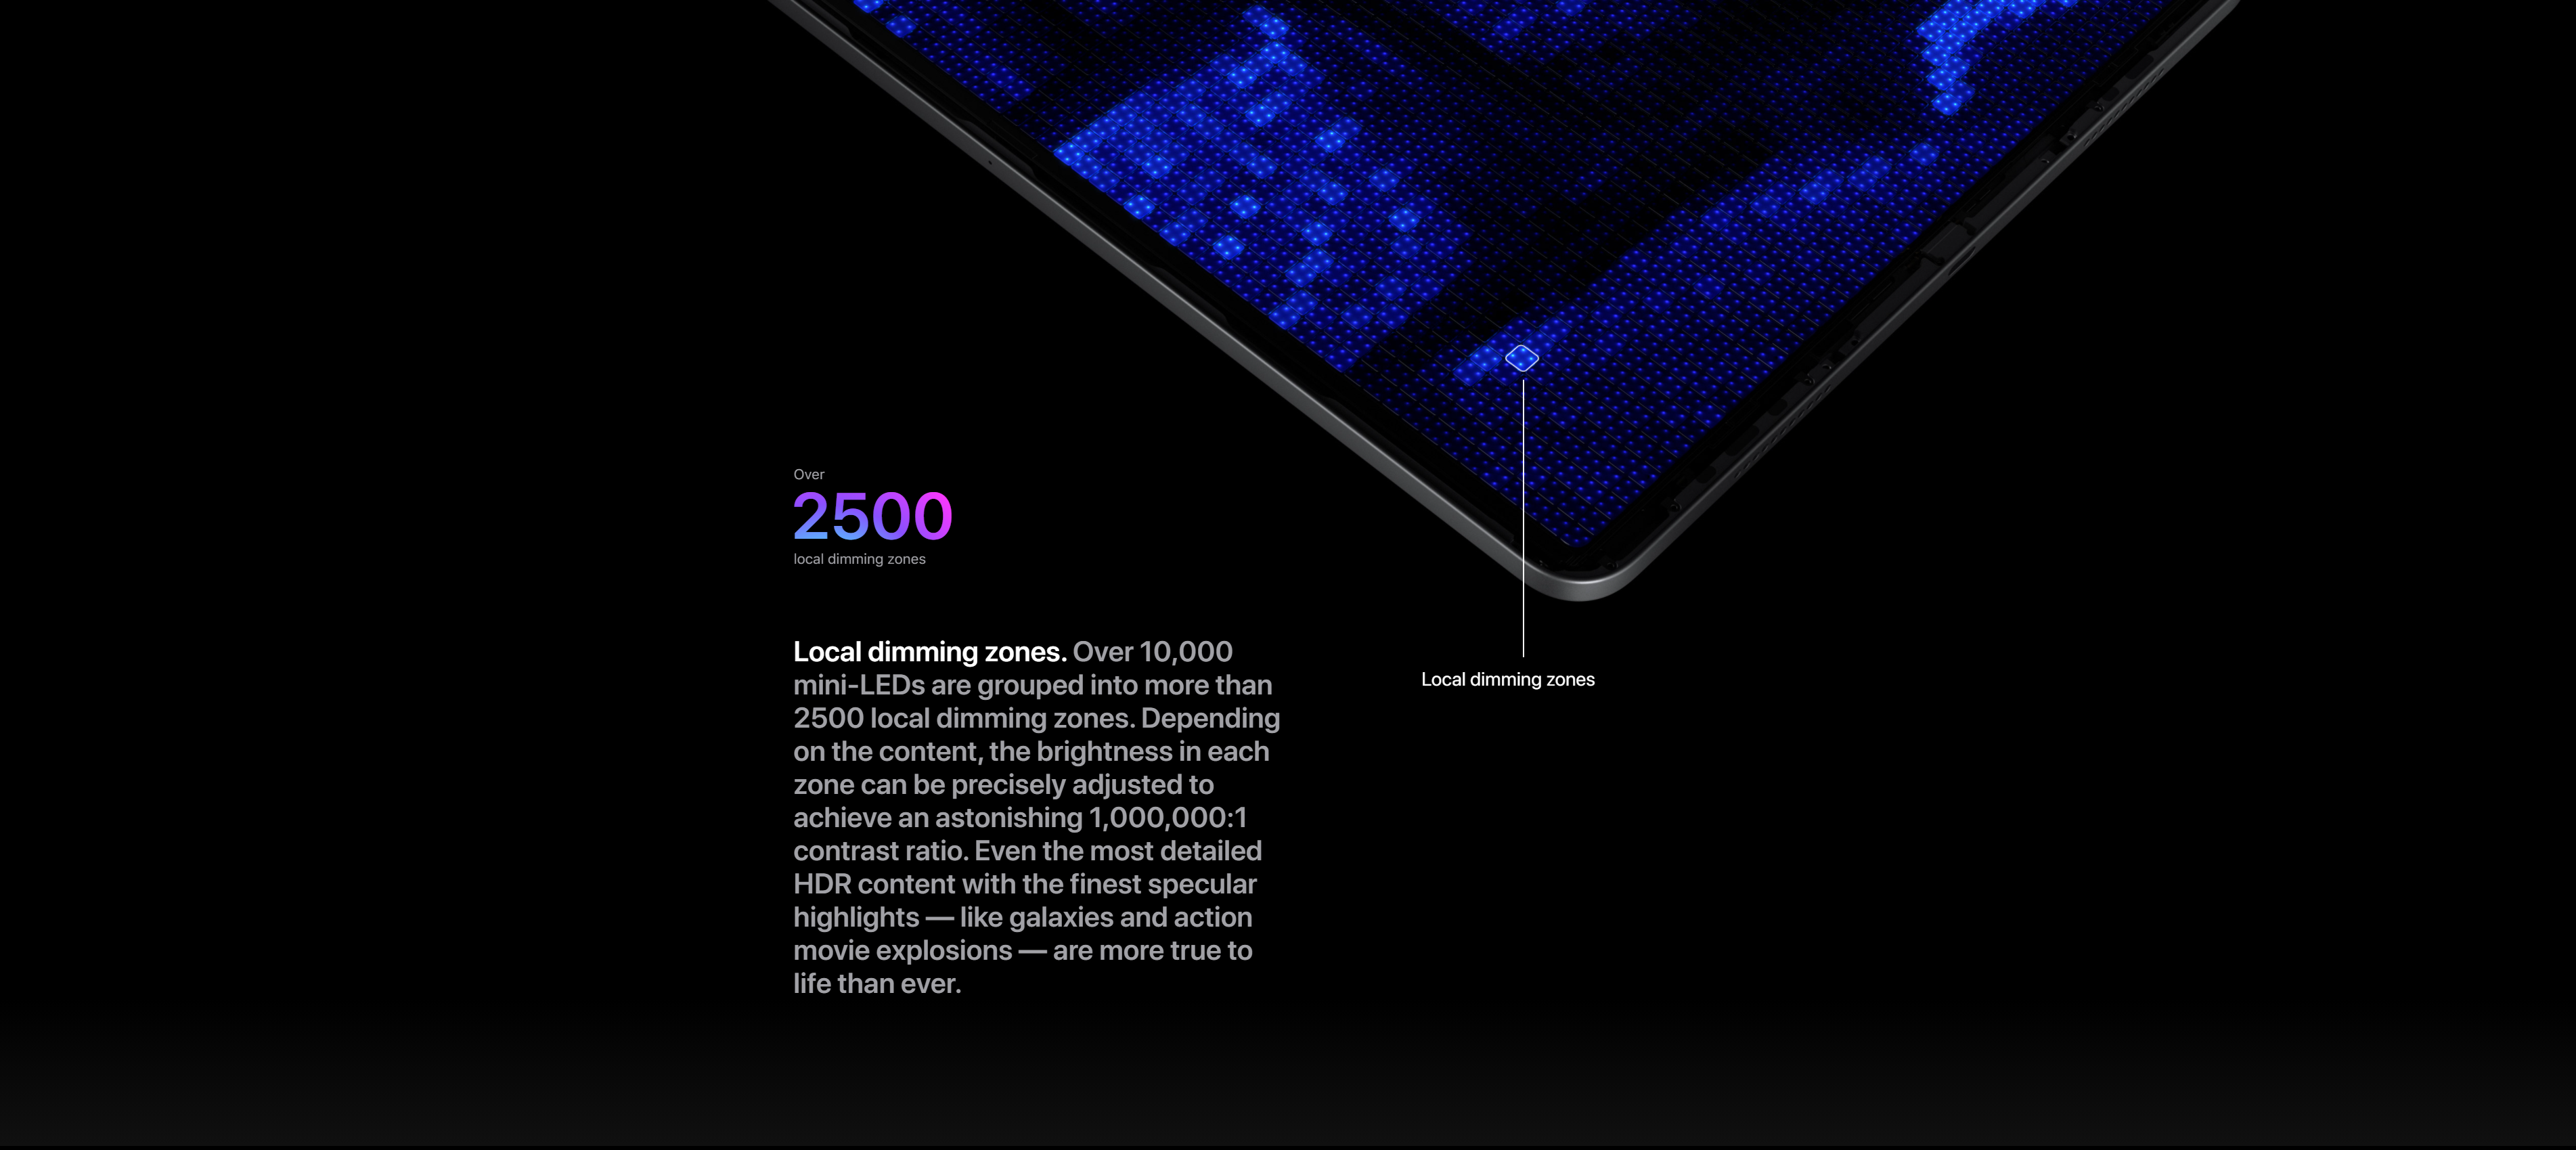 Over
2500
local dimming zones
Local dimming zones. Over 10,000
mini-LEDs are grouped into more than
2500 local dimming zones. Depending
on the content, the brightness in each
zone can be precisely adjusted to
achieve an astonishing 1,000,000:1
contrast ratio. Even the most detailed
HDR content with the finest specular
highlights — like galaxies and action
movie explosions — are more true to
life than ever.
Local dimming zones